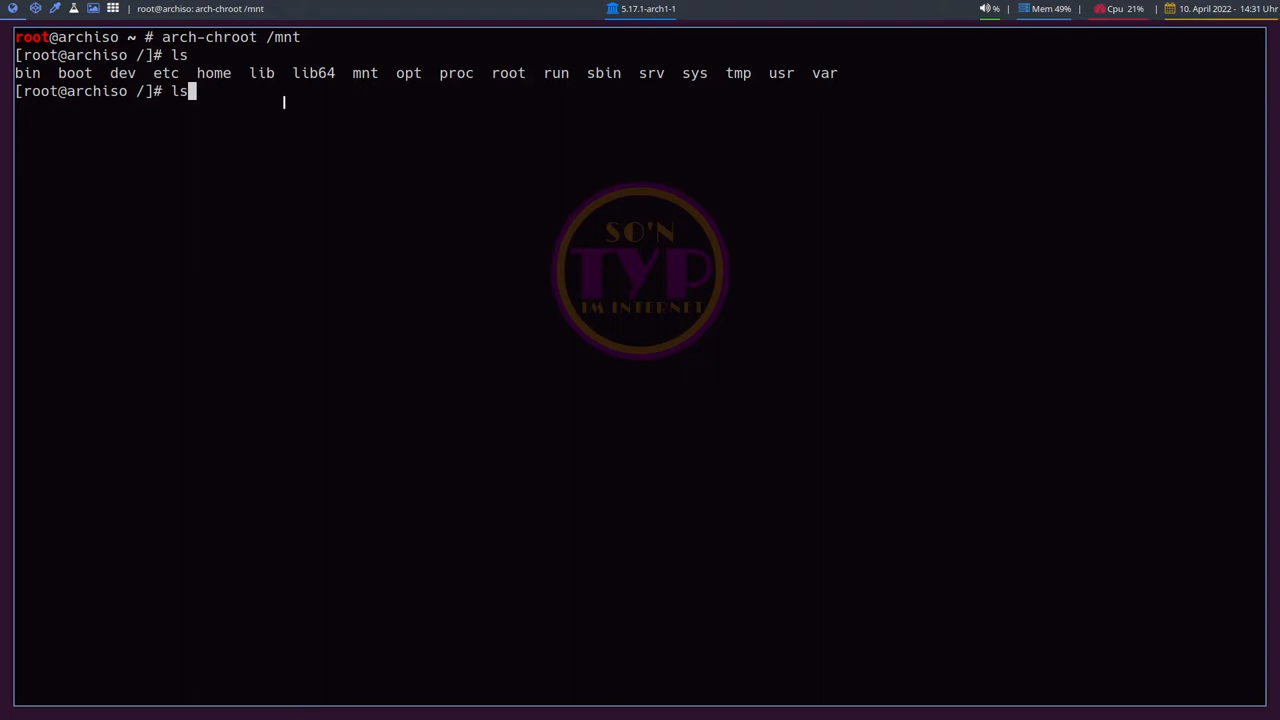 root@archiso: arch-chroot /mnt
5.17.1-arch1-1
% | Mem 49% | Cpu 21% | 10. April 2022 - 14:31 Uhr
root@archiso ~ # arch-chroot /mnt
[root@archiso /]# ls
bin boot dev etc home lib lib64 mnt opt proc root run sbin srv sys tmp usr var
[root@archiso /]# ls
SO'N
TYP
IM INTERNET